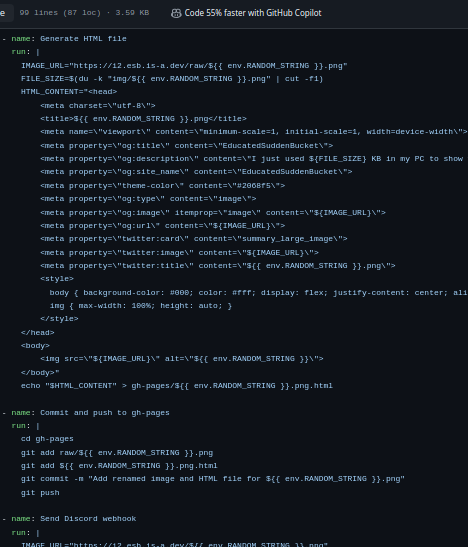 e 99 lines (87 loc) · 3.59 KB Code 55% faster with GitHub Copilot
- name: Generate HTML file
run: |
IMAGE_URL="https://i2.esb.is-a.dev/raw/${{ env.RANDOM_STRING }}.png"
FILE_SIZE=$(du -k "img/${{ env.RANDOM_STRING }}.png" | cut -f1)
HTML_CONTENT="<head>
<meta charset=\"utf-8\">
<title>${{ env.RANDOM_STRING }}.png</title>
<meta name=\"viewport\" content=\"minimum-scale=1, initial-scale=1, width=device-width\">
<meta property=\"og:title\" content=\"EducatedSuddenBucket\">
<meta property=\"og:description\" content=\"I just used ${FILE_SIZE} KB in my PC to show
<meta property=\"og:site_name\" content=\"EducatedSuddenBucket\">
<meta property=\"theme-color\" content=\"#2068f5\">
<meta property=\"og:type\" content=\"image\">
<meta property=\"og:image\" itemprop=\"image\" content=\"${IMAGE_URL}\">
<meta property=\"og:url\" content=\"${IMAGE_URL}\">
<meta property=\"twitter:card\" content=\"summary_large_image\">
<meta property=\"twitter:image\" content=\"${IMAGE_URL}\">
<meta property=\"twitter:title\" content=\"${{ env.RANDOM_STRING }}.png\">
<style>
body { background-color: #000; color: #fff; display: flex; justify-content: center; ali
img { max-width: 100%; height: auto; }
</style>
</head>
<body>
<img src=\"${IMAGE_URL}\" alt=\"${{ env.RANDOM_STRING }}\">
</body>"
echo "$HTML_CONTENT" > gh-pages/${{ env.RANDOM_STRING }}.png.html
- name: Commit and push to gh-pages
run: |
cd gh-pages
git add raw/${{ env.RANDOM_STRING }}.png
git add ${{ env.RANDOM_STRING }}.png.html
git commit -m "Add renamed image and HTML file for ${{ env.RANDOM_STRING }}.png"
git push
- name: Send Discord webhook
run: |
IMAGE_URL="https://i2.esb.is-a.dev/${{ env.RANDOM_STRING }}.png"